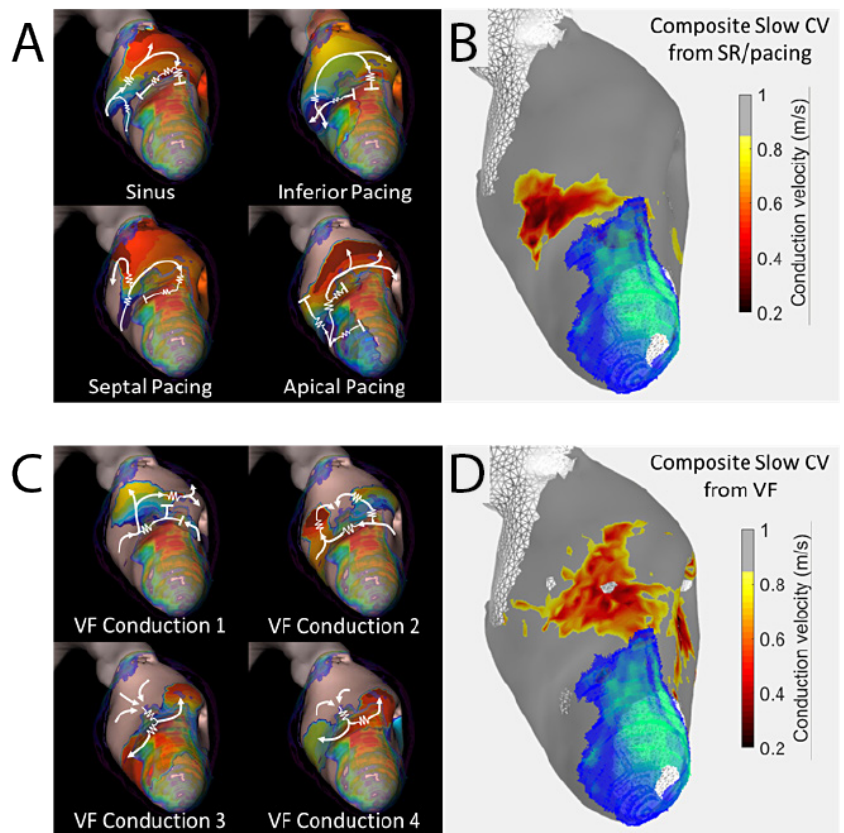 A
Sinus
Inferior Pacing
Septal Pacing
Apical Pacing
B
Composite Slow CV
from SR/pacing
1
0.8
0.6
0.4
0.2
Conduction velocity (m/s)
C
VF Conduction 1
VF Conduction 2
VF Conduction 3
VF Conduction 4
D
Composite Slow CV
from VF
1
0.8
0.6
0.4
0.2
Conduction velocity (m/s)